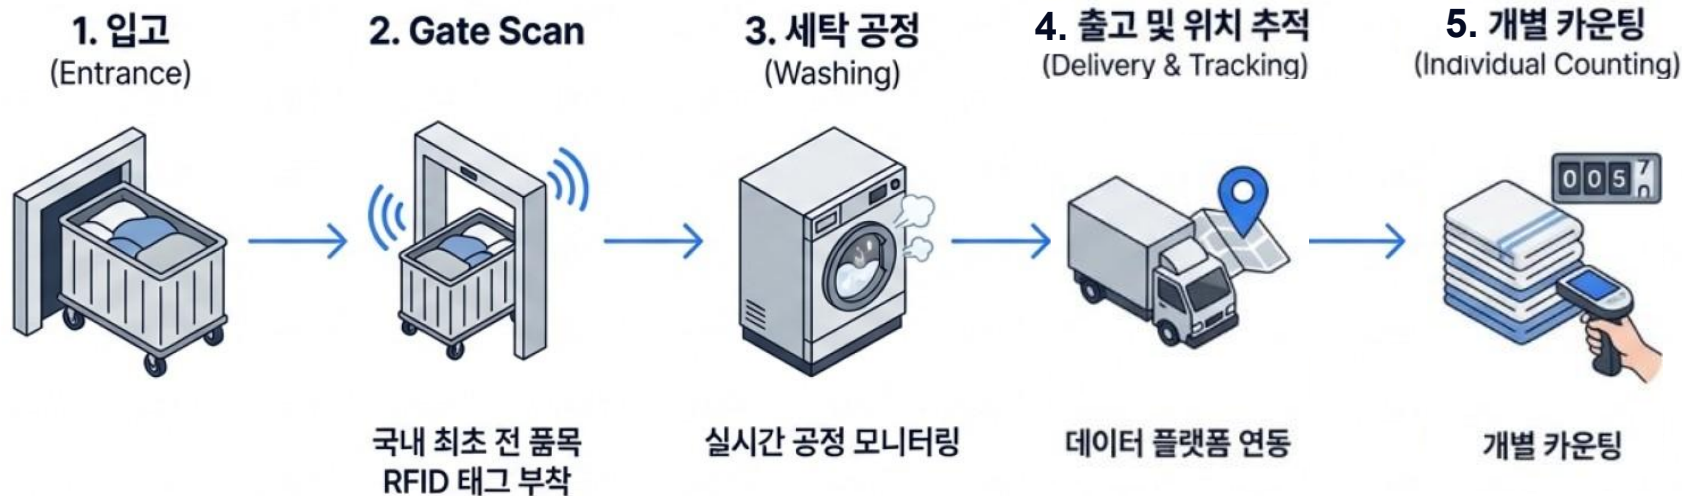 1. 입고
(Entrance)
2. Gate Scan
3. 세탁 공정
(Washing)
4. 출고 및 위치 추적
(Delivery & Tracking)
5. 개별 카운팅
(Individual Counting)
005
국내 최초 전 품목
RFID 태그 부착
실시간 공정 모니터링
데이터 플랫폼 연동
개별 카운팅